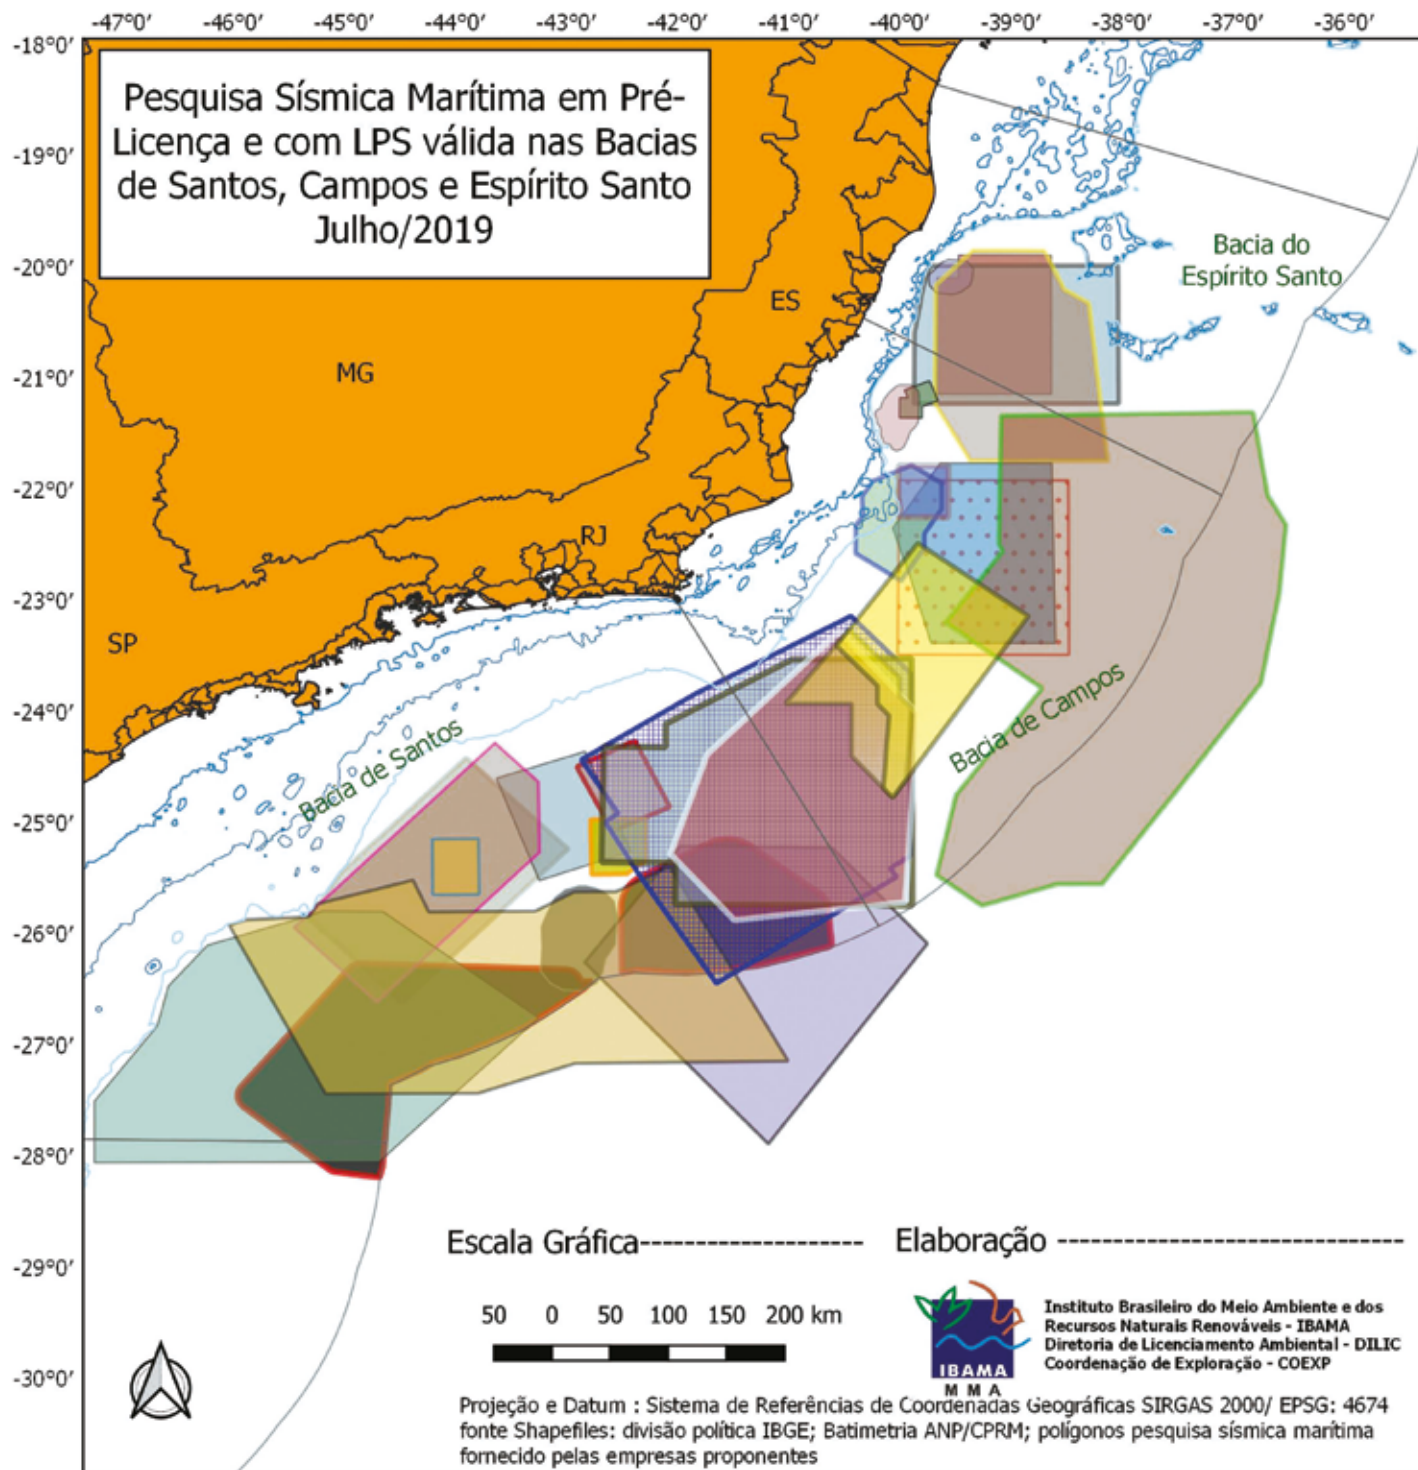 -47°0′ -46°0′ -45°0′ -44°0′ -43°0′ -42°0′ -41°0′ -40°0′ -39°0′ -38°0′ -37°0′ -36°0′
-18°0′
Pesquisa Sísmica Marítima em Pré-
Licença e com LPS válida nas Bacias
de Santos, Campos e Espírito Santo
Julho/2019
-19°0′
-20°0′
Bacia do
Espírito Santo
ES
MG
-21°0′
-22°0′
RJ
-23°0′
SP
-24°0′
Bacia de Campos
Bacia de Santos
-25°0′
-26°0′
-27°0′
-28°0′
-29°0′
-30°0′
Escala Gráfica--------------------
50 0 50 100 150 200 km
Elaboração -------------------------------
IBAMA
M M A
Instituto Brasileiro do Meio Ambiente e dos
Recursos Naturais Renováveis - IBAMA
Diretoria de Licenciamento Ambiental - DILIC
Coordenação de Exploração - COEXP
Projeção e Datum : Sistema de Referências de Coordenadas Geográficas SIRGAS 2000/ EPSG: 4674
fonte Shapefiles: divisão política IBGE; Batimetria ANP/CPRM; polígonos pesquisa sísmica marítima
fornecido pelas empresas proponentes